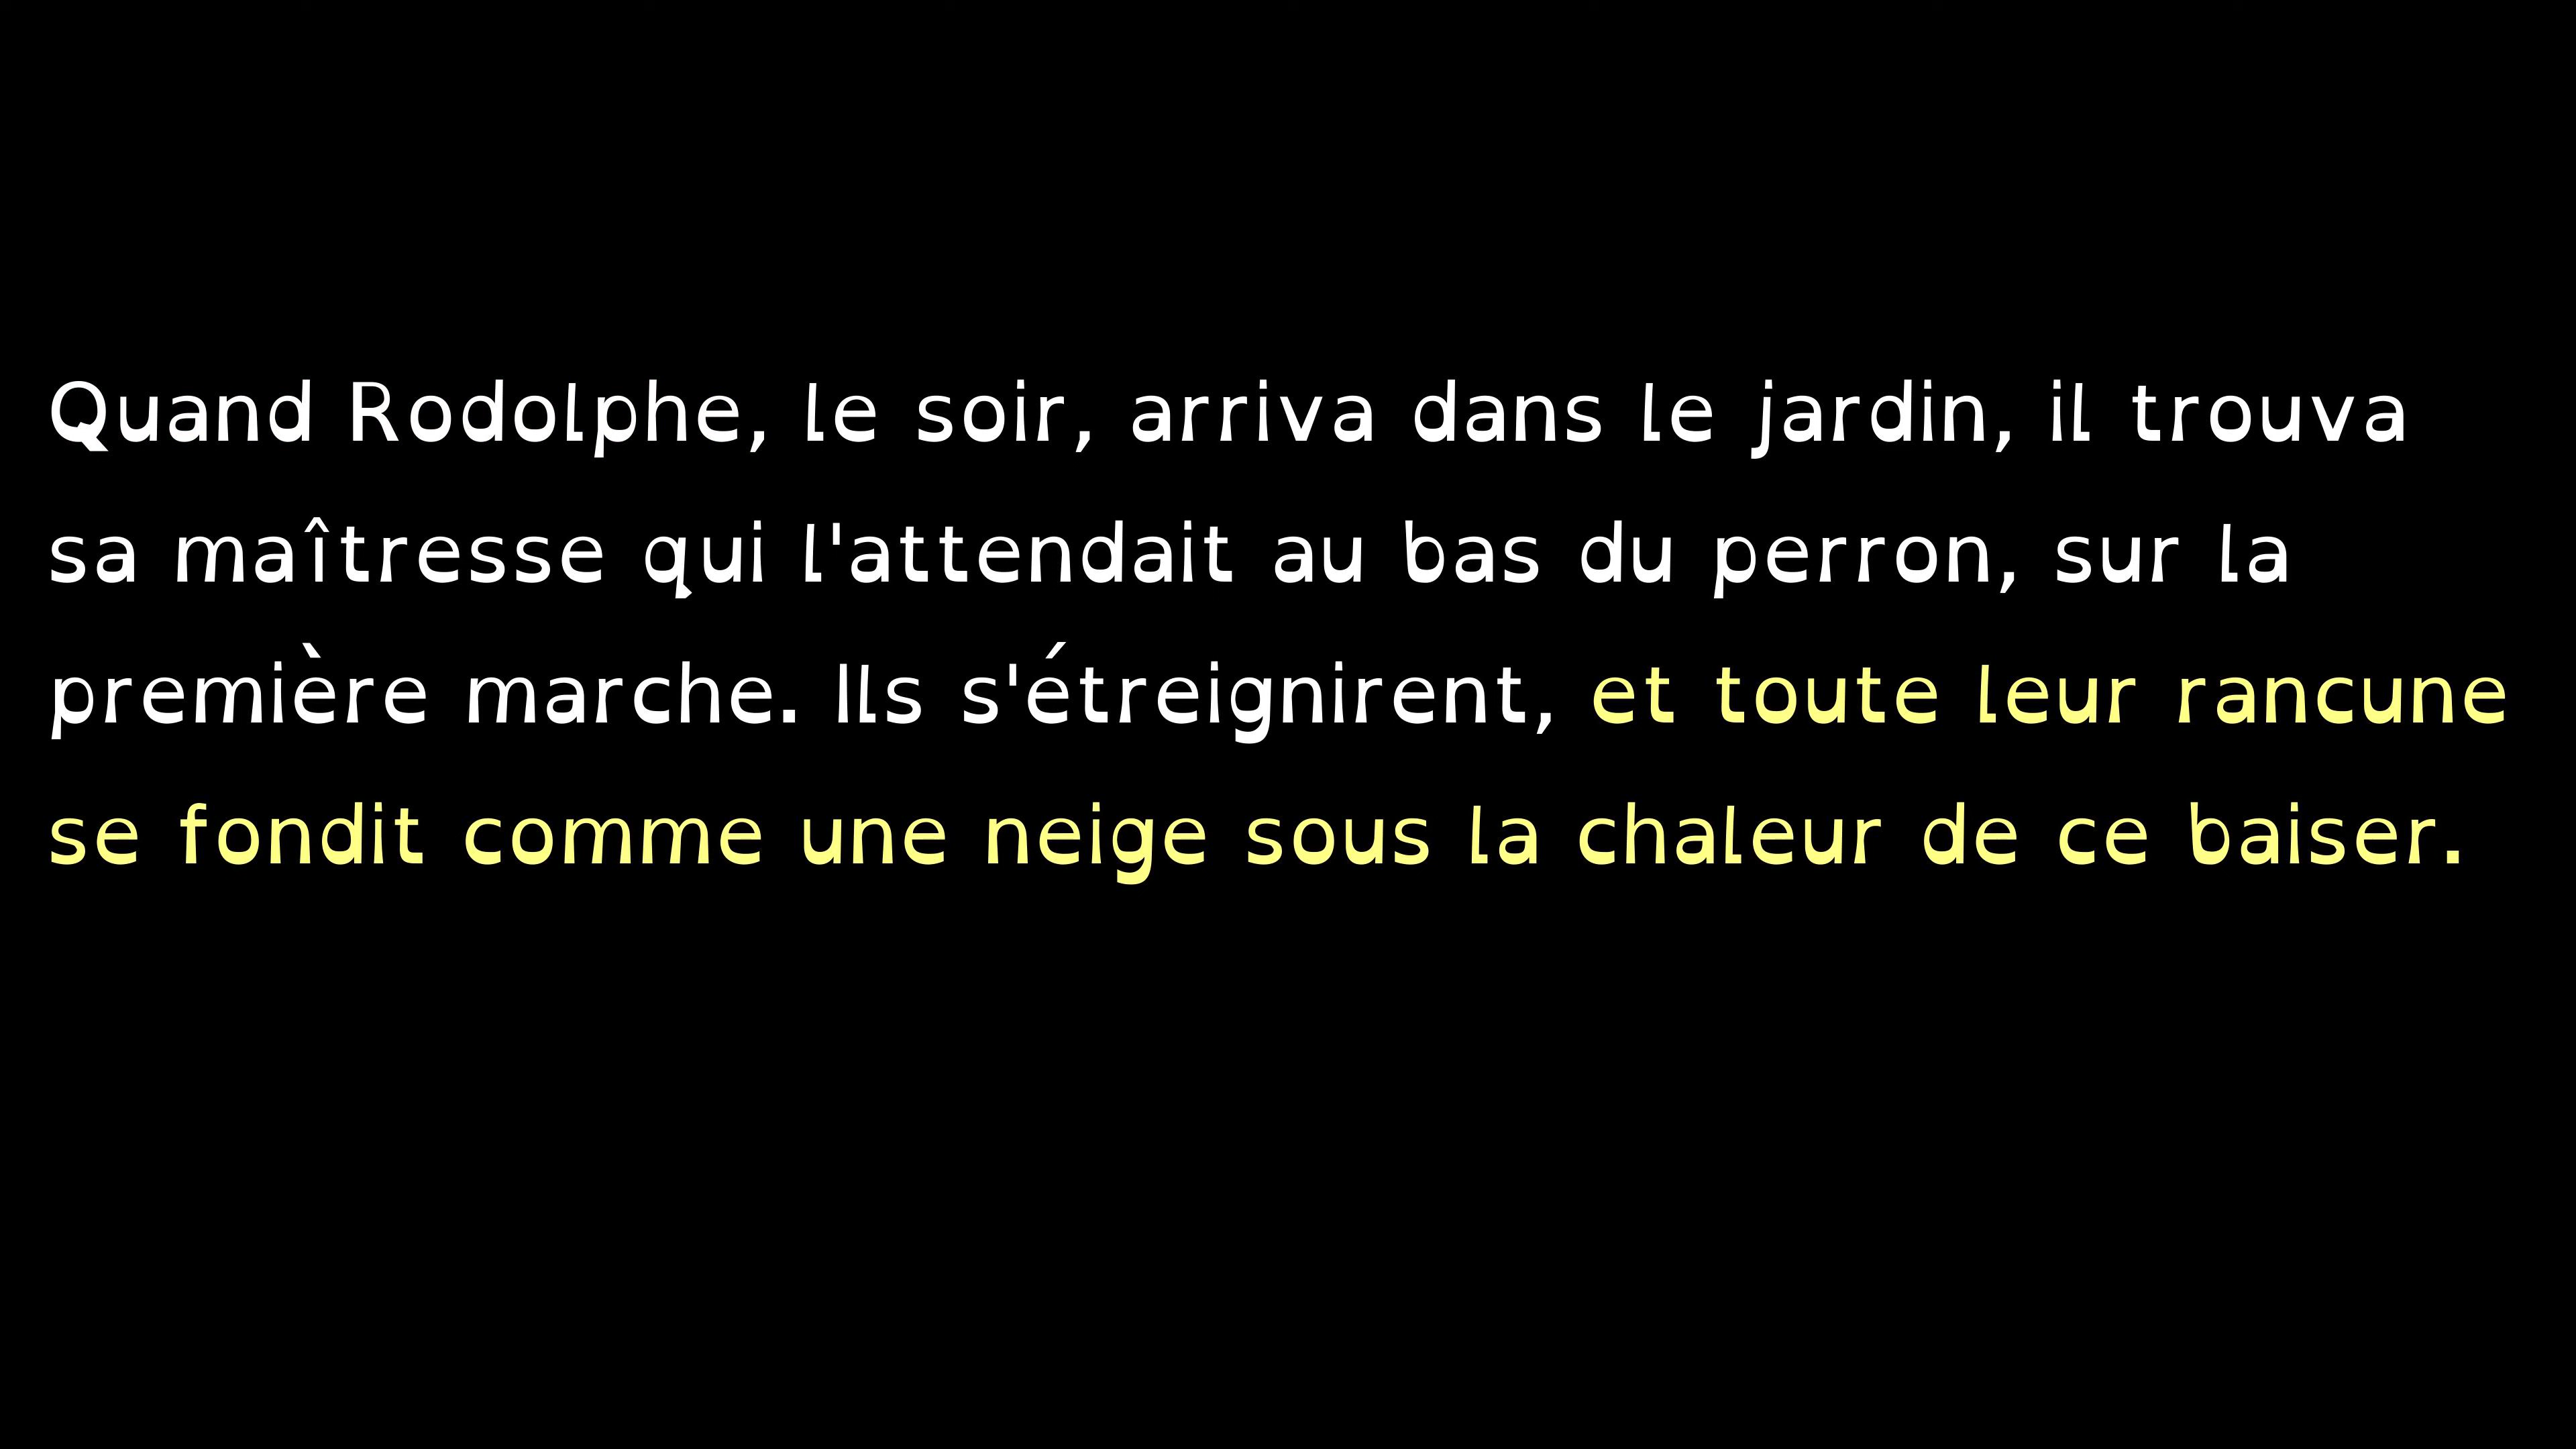 Quand Rodolphe, le soir, arriva dans le jardin, il trouva
sa maîtresse qui l'attendait au bas du perron, sur la
première marche. Ils s'étreignirent, et toute leur rancune
se fondit comme une neige sous la chaleur de ce baiser.